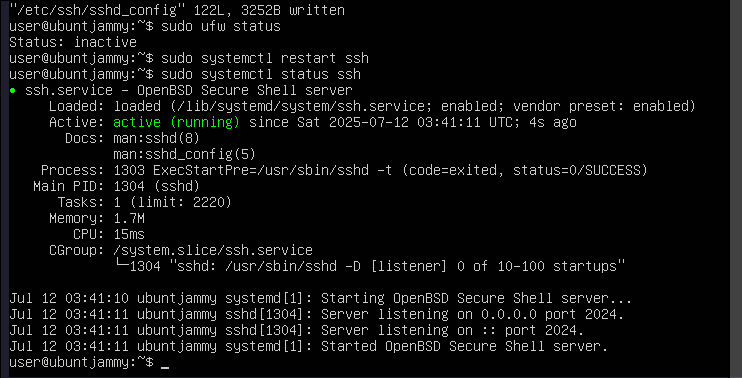 "/etc/ssh/sshd_config" 122L, 3252B written
user@ubuntjammy:~$ sudo ufw status
Status: inactive
user@ubuntjammy:~$ sudo systemctl restart ssh
user@ubuntjammy:~$ sudo systemctl status ssh
● ssh.service - OpenBSD Secure Shell server
     Loaded: loaded (/lib/systemd/system/ssh.service; enabled; vendor preset: enabled)
     Active: active (running) since Sat 2025-07-12 03:41:11 UTC; 4s ago
       Docs: man:sshd(8)
             man:sshd_config(5)
    Process: 1303 ExecStartPre=/usr/sbin/sshd -t (code=exited, status=0/SUCCESS)
   Main PID: 1304 (sshd)
      Tasks: 1 (limit: 2220)
     Memory: 1.7M
        CPU: 15ms
     CGroup: /system.slice/ssh.service
             └─1304 "sshd: /usr/sbin/sshd -D [listener] 0 of 10-100 startups"
Jul 12 03:41:10 ubuntjammy systemd[1]: Starting OpenBSD Secure Shell server...
Jul 12 03:41:11 ubuntjammy sshd[1304]: Server listening on 0.0.0.0 port 2024.
Jul 12 03:41:11 ubuntjammy sshd[1304]: Server listening on :: port 2024.
Jul 12 03:41:11 ubuntjammy systemd[1]: Started OpenBSD Secure Shell server.
user@ubuntjammy:~$ _